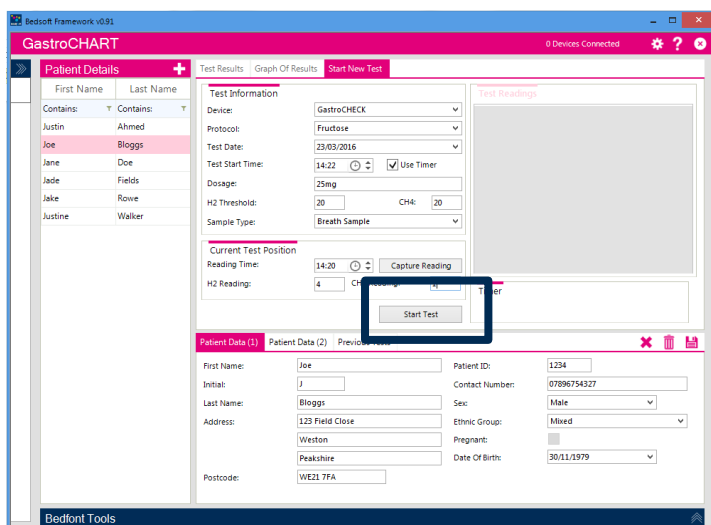 Bedsoft Framework v0.91
GastroCHART
0 Devices Connected
Patient Details
First Name Last Name
Contains: Contains:
Justin Ahmed
Joe Bloggs
Jane Doe
Jade Fields
Jake Rowe
Justine Walker
Test Results Graph Of Results Start New Test
Test Information
Device: GastroCHECK
Protocol: Fructose
Test Date: 23/03/2016
Test Start Time: 14:22 Use Timer
Dosage: 25mg
H2 Threshold: 20 CH4: 20
Sample Type: Breath Sample
Test Readings
Current Test Position
Reading Time: 14:20 Capture Reading
H2 Reading: 4
Start Test
Patient Data (1) Patient Data (2) Previous
First Name: Joe
Initial: J
Last Name: Bloggs
Address: 123 Field Close
Weston
Peakshire
Postcode: WE21 7FA
Patient ID: 1234
Contact Number: 07896754327
Sex: Male
Ethnic Group: Mixed
Pregnant:
Date Of Birth: 30/11/1979
Bedfont Tools